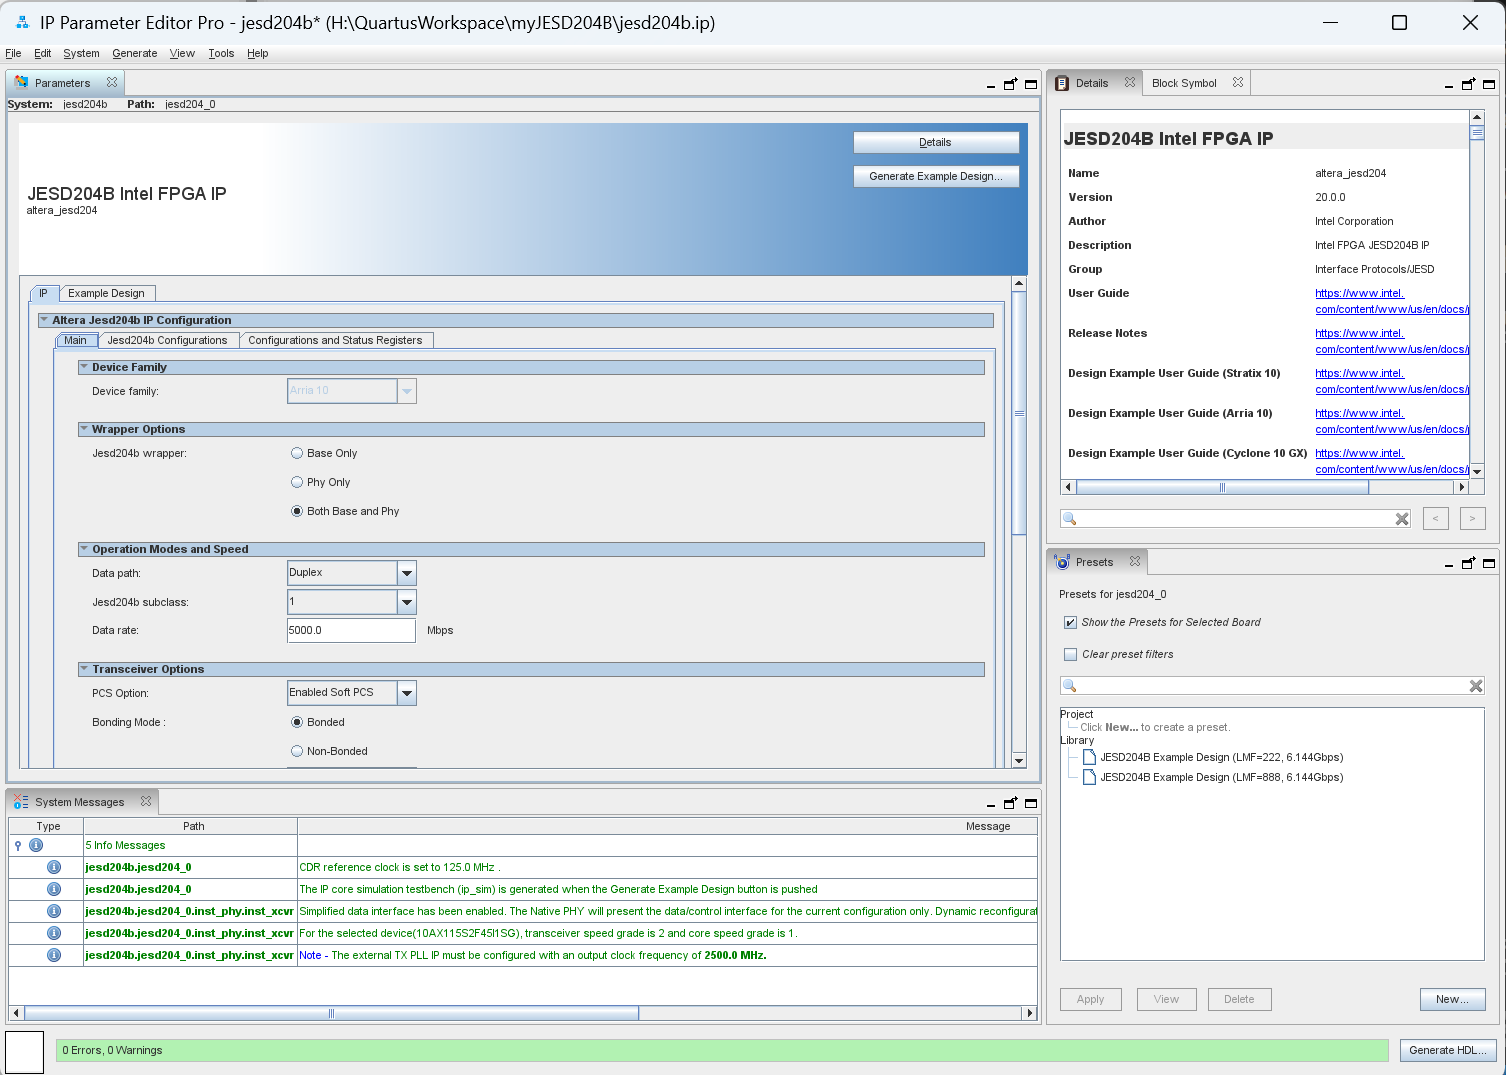 IP Parameter Editor Pro - jesd204b* (H:\QuartusWorkspace\myJESD204B\jesd204b.ip)
File Edit System Generate View Tools Help
Parameters
System: jesd204b Path: jesd204_0
Details
Generate Example Design...
JESD204B Intel FPGA IP
altera_jesd204
IP Example Design
Altera Jesd204b IP Configuration
Main Jesd204b Configurations Configurations and Status Registers
Device Family
Device family: Arria 10
Wrapper Options
Jesd204b wrapper: Base Only
Phy Only
Both Base and Phy
Operation Modes and Speed
Data path: Duplex
Jesd204b subclass: 1
Data rate: 5000.0 Mbps
Transceiver Options
PCS Option: Enabled Soft PCS
Bonding Mode : Bonded
Non-Bonded
System Messages
Type Path Message
5 Info Messages
jesd204b.jesd204_0 CDR reference clock is set to 125.0 MHz .
jesd204b.jesd204_0 The IP core simulation testbench (ip_sim) is generated when the Generate Example Design button is pushed
jesd204b.jesd204_0.inst_phy.inst_xcvr Simplified data interface has been enabled. The Native PHY will present the data/control interface for the current configuration only. Dynamic reconfigurat
jesd204b.jesd204_0.inst_phy.inst_xcvr For the selected device(10AX115S2F45I1SG), transceiver speed grade is 2 and core speed grade is 1.
jesd204b.jesd204_0.inst_phy.inst_xcvr Note - The external TX PLL IP must be configured with an output clock frequency of 2500.0 MHz.
0 Errors, 0 Warnings
Generate HDL...
Details Block Symbol
JESD204B Intel FPGA IP
Name altera_jesd204
Version 20.0.0
Author Intel Corporation
Description Intel FPGA JESD204B IP
Group Interface Protocols/JESD
User Guide https://www.intel.
com/content/www/us/en/docs/p
Release Notes https://www.intel.
com/content/www/us/en/docs/p
Design Example User Guide (Stratix 10) https://www.intel.
com/content/www/us/en/docs/p
Design Example User Guide (Arria 10) https://www.intel.
com/content/www/us/en/docs/p
Design Example User Guide (Cyclone 10 GX) https://www.intel.
com/content/www/us/en/docs/p
< >
Presets
Presets for jesd204_0
Show the Presets for Selected Board
Clear preset filters
Project
Click New... to create a preset.
Library
JESD204B Example Design (LMF=222, 6.144Gbps)
JESD204B Example Design (LMF=888, 6.144Gbps)
Apply View Delete New...